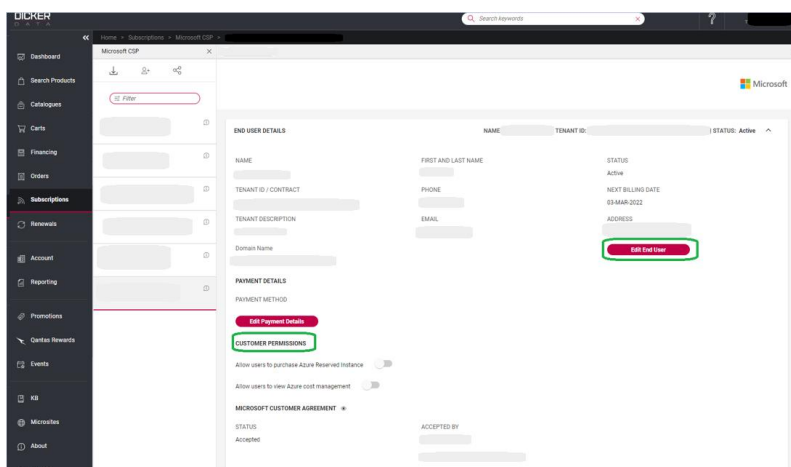 DICKER
DATA
Search keywords
?
Home > Subscriptions > Microsoft CSP >
Dashboard
Search Products
Catalogues
Carts
Financing
Orders
Subscriptions
Renewals
Account
Reporting
Promotions
Qantas Rewards
Events
KB
Microsites
About
Microsoft CSP
Filter
Microsoft
END USER DETAILS NAME TENANT ID: ) STATUS: Active
NAME FIRST AND LAST NAME STATUS
Active
TENANT ID / CONTRACT PHONE NEXT BILLING DATE
03-MAR-2022
TENANT DESCRIPTION EMAIL ADDRESS
Domain Name
Edit End User
PAYMENT DETAILS
PAYMENT METHOD
Edit Payment Details
CUSTOMER PERMISSIONS
Allow users to purchase Azure Reserved Instance
Allow users to view Azure cost management
MICROSOFT CUSTOMER AGREEMENT
STATUS ACCEPTED BY
Accepted